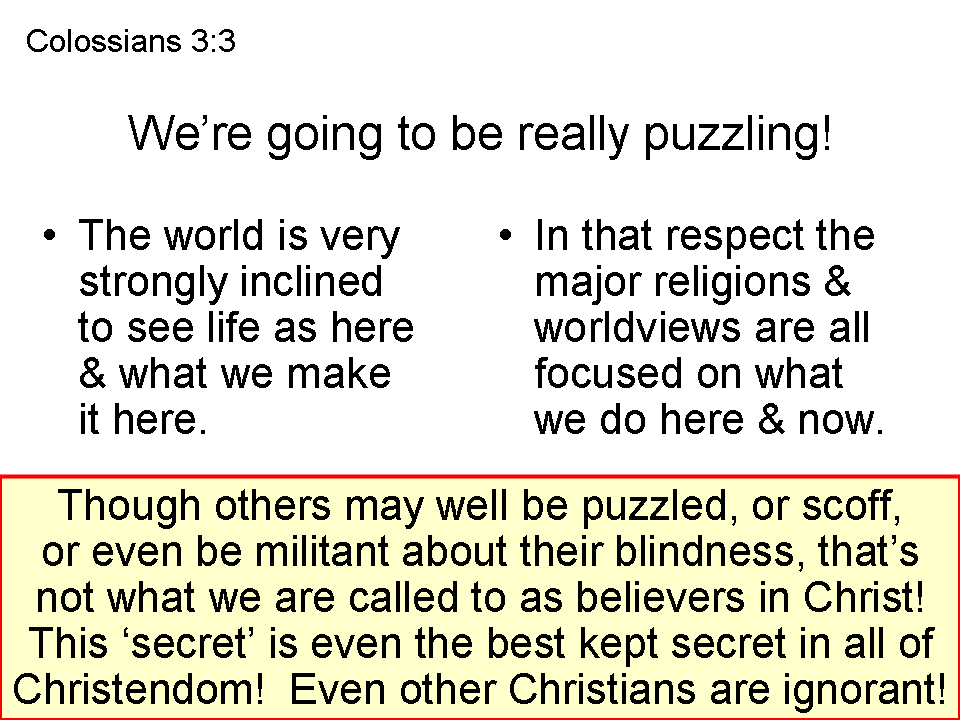 Colossians 3:3
We’re going to be really puzzling!
• The world is very
strongly inclined
to see life as here
& what we make
it here.
• In that respect the
major religions &
worldviews are all
focused on what
we do here & now.
Though others may well be puzzled, or scoff,
or even be militant about their blindness, that’s
not what we are called to as believers in Christ!
This ‘secret’ is even the best kept secret in all of
Christendom!  Even other Christians are ignorant!